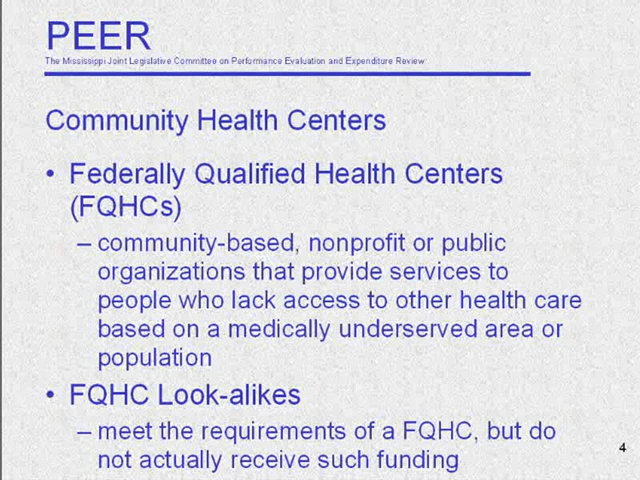 PEER
The Mississippi Joint Legislative Committee on Performance Evaluation and Expenditure Review
Community Health Centers
• Federally Qualified Health Centers
(FQHCs)
– community-based, nonprofit or public
organizations that provide services to
people who lack access to other health care
based on a medically underserved area or
population
• FQHC Look-alikes
– meet the requirements of a FQHC, but do
not actually receive such funding
4